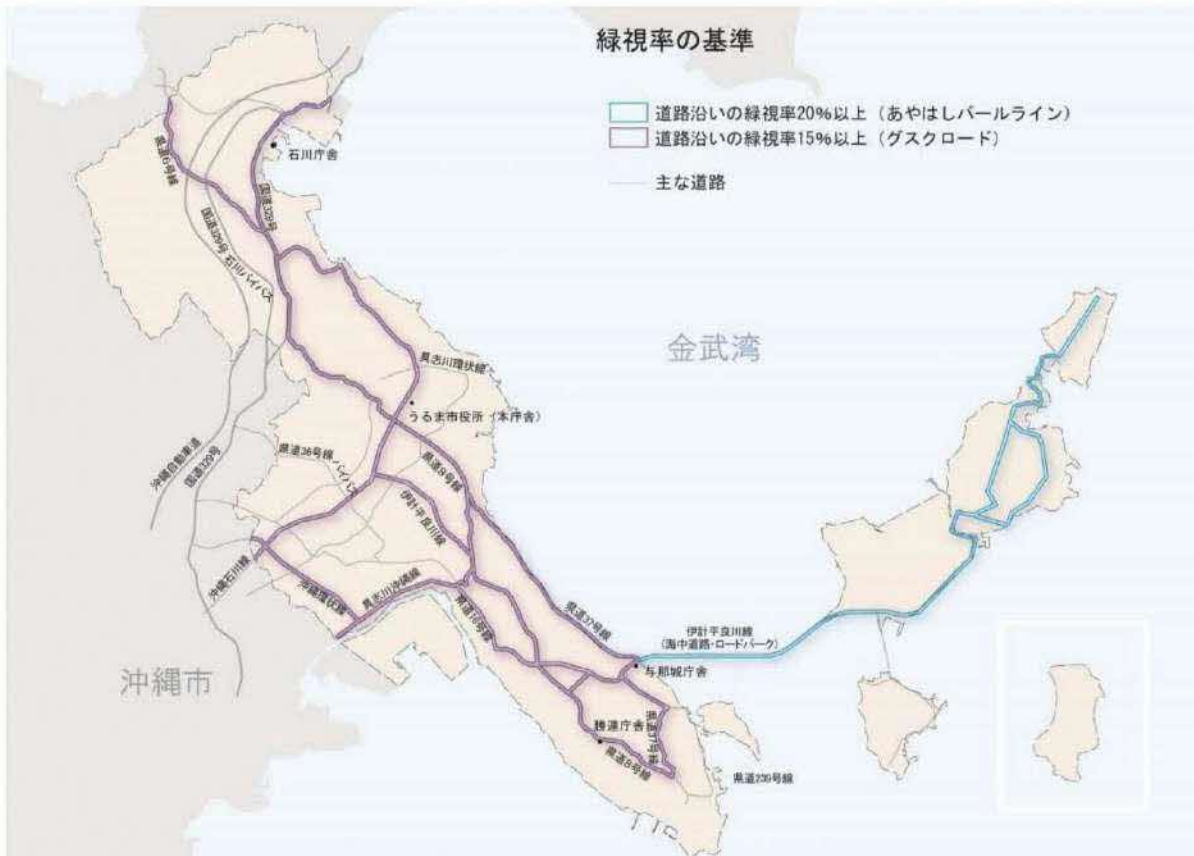 緑視率の基準
道路沿いの緑視率20%以上（あやはしパールライン）
道路沿いの緑視率15%以上（グスクロード）
主な道路
石川庁舎
県道6号線
国道329号
国道329号 石川バイパス
金武湾
具志川環状線
うるま市役所（本庁舎）
県道36号線 バイパス
県道8号線
沖縄自動車道
国道329号
伊計平良川線
沖縄石川線
沖縄環状線
具志川沖縄線
県道16号線
県道37号線
伊計平良川線
（海中道路・ロードパーク）
与那城庁舎
沖縄市
勝連庁舎
県道37号線
県道8号線
県道239号線